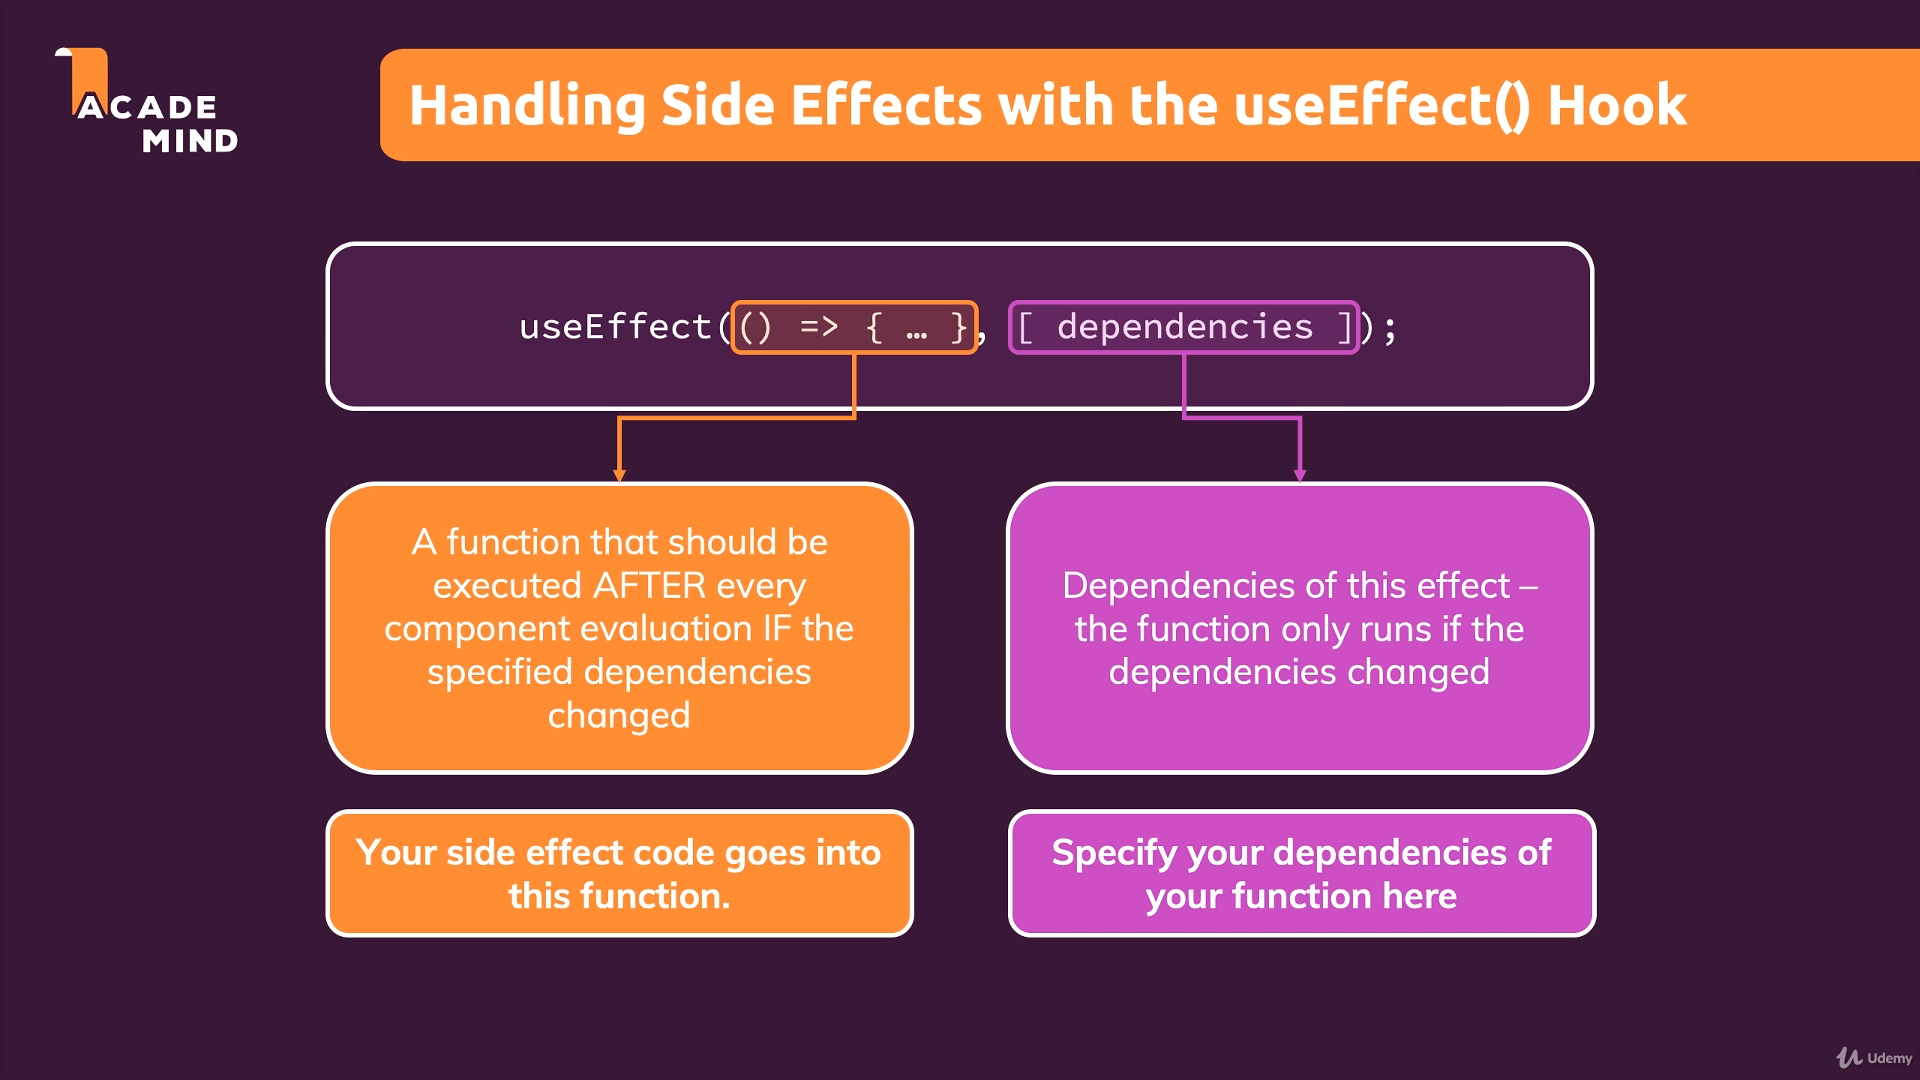 ACADE
MIND
Handling Side Effects with the useEffect() Hook
useEffect(() => { … }, [ dependencies ]);
A function that should be
executed AFTER every
component evaluation IF the
specified dependencies
changed
Dependencies of this effect –
the function only runs if the
dependencies changed
Your side effect code goes into
this function.
Specify your dependencies of
your function here
Udemy